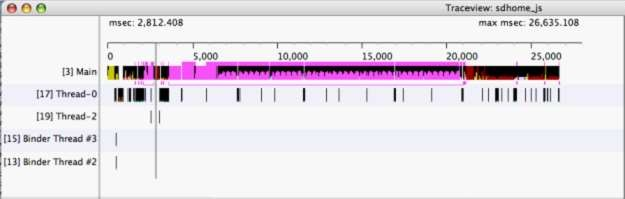 Traceview: sdhome_js
msec: 2,812.408 max msec: 26,635.108
0 5,000 10,000 15,000 20,000 25,000
[3] Main
[17] Thread-0
[19] Thread-2
[15] Binder Thread #3
[13] Binder Thread #2